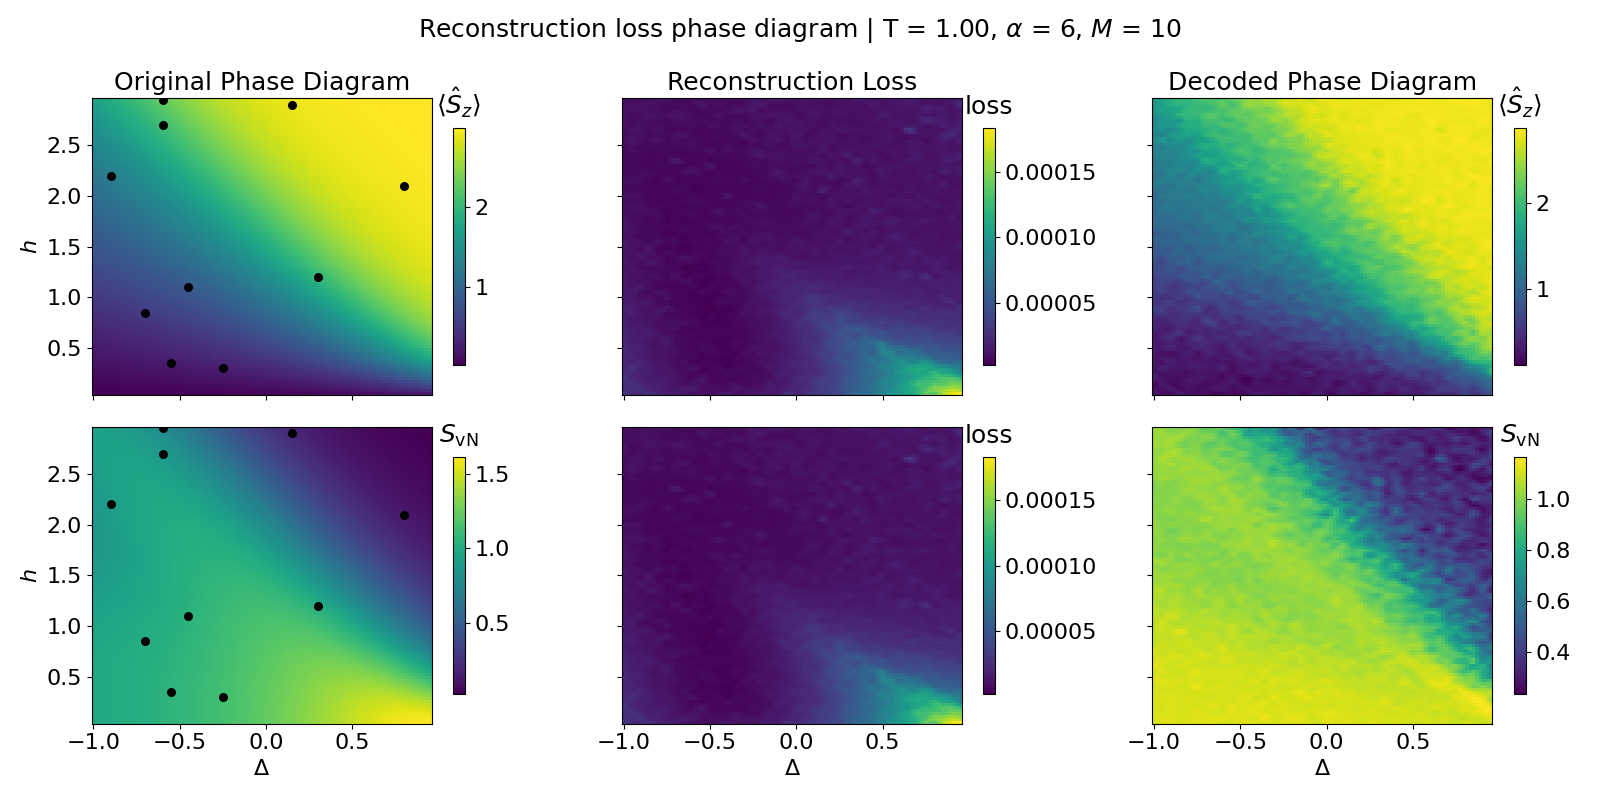 Reconstruction loss phase diagram | T = 1.00, α = 6, M = 10
Original Phase Diagram
⟨Ŝ_z⟩
2
1
h
2.5
2.0
1.5
1.0
0.5
Reconstruction Loss
loss
0.00015
0.00010
0.00005
Decoded Phase Diagram
⟨Ŝ_z⟩
2
1
S_vN
1.5
1.0
0.5
h
2.5
2.0
1.5
1.0
0.5
−1.0 −0.5 0.0 0.5
Δ
loss
0.00015
0.00010
0.00005
−1.0 −0.5 0.0 0.5
Δ
S_vN
1.0
0.8
0.6
0.4
−1.0 −0.5 0.0 0.5
Δ